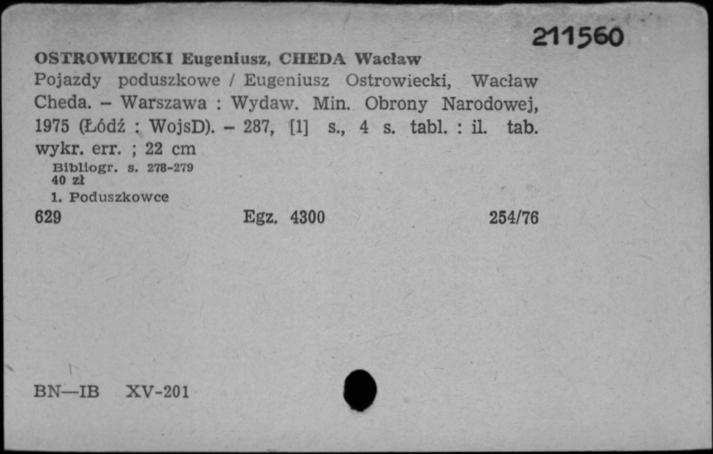 211560
OSTROWIECKI Eugeniusz, CHEDA Wacław
Pojazdy poduszkowe / Eugeniusz Ostrowiecki, Wacław
Cheda. — Warszawa : Wydaw. Min. Obrony Narodowej,
1975 (Łódź : WojsD). — 287, [1] s., 4 s. tabl. : il. tab.
wykr. err. ; 22 cm
Bibliogr. s. 278-279
40 zł
1. Poduszkowce
629 Egz. 4300 254/76
BN—IB XV-201